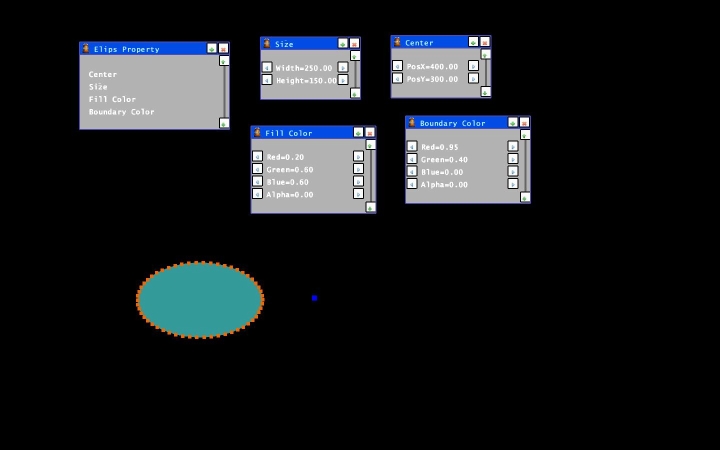 Elips Property
Center
Size
Fill Color
Boundary Color
Size
Width=250.00
Height=150.00
Center
PosX=400.00
PosY=300.00
Fill Color
Red=0.20
Green=0.60
Blue=0.60
Alpha=0.00
Boundary Color
Red=0.95
Green=0.40
Blue=0.00
Alpha=0.00